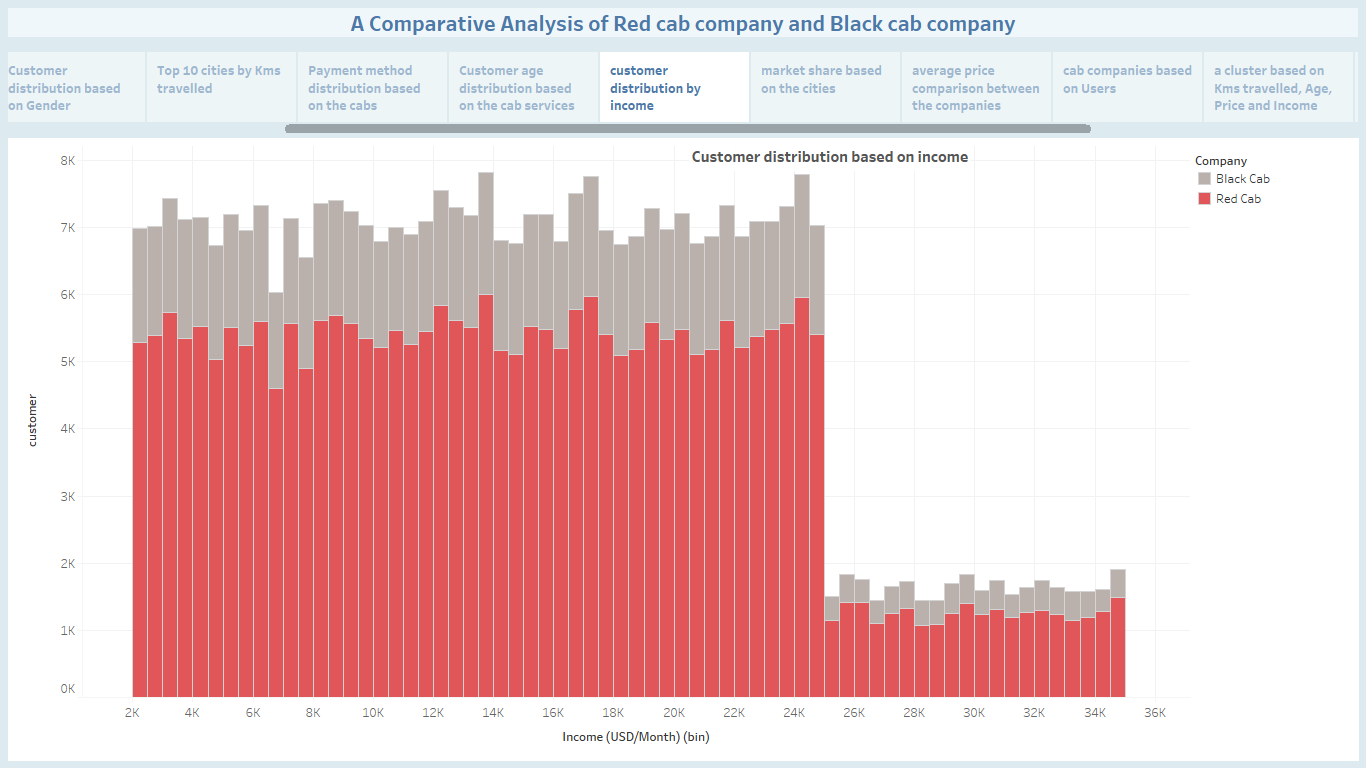 A Comparative Analysis of Red cab company and Black cab company
Customer
distribution based
on Gender
Top 10 cities by Kms
travelled
Payment method
distribution based
on the cabs
Customer age
distribution based
on the cab services
customer
distribution by
income
market share based
on the cities
average price
comparison between
the companies
cab companies based
on Users
a cluster based on
Kms travelled, Age,
Price and Income
Customer distribution based on income
Company
Black Cab
Red Cab
8K
7K
6K
5K
4K
3K
2K
1K
0K
customer
2K 4K 6K 8K 10K 12K 14K 16K 18K 20K 22K 24K 26K 28K 30K 32K 34K 36K
Income (USD/Month) (bin)